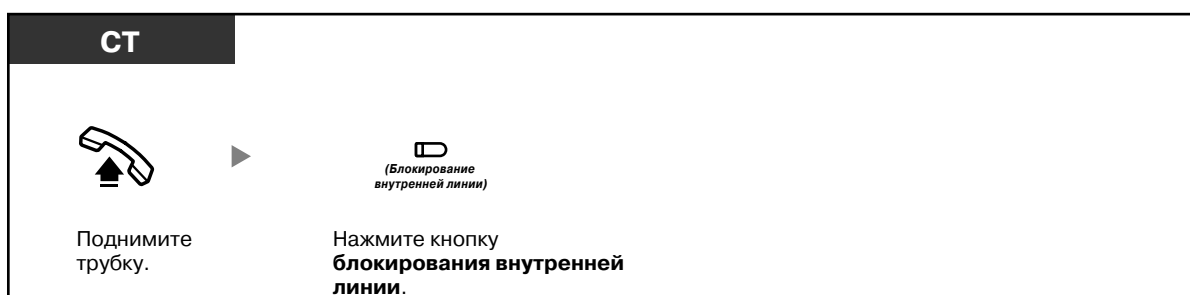 СТ
(Блокирование
внутренней линии)
Поднимите
трубку.
Нажмите кнопку
блокирования внутренней
линии.